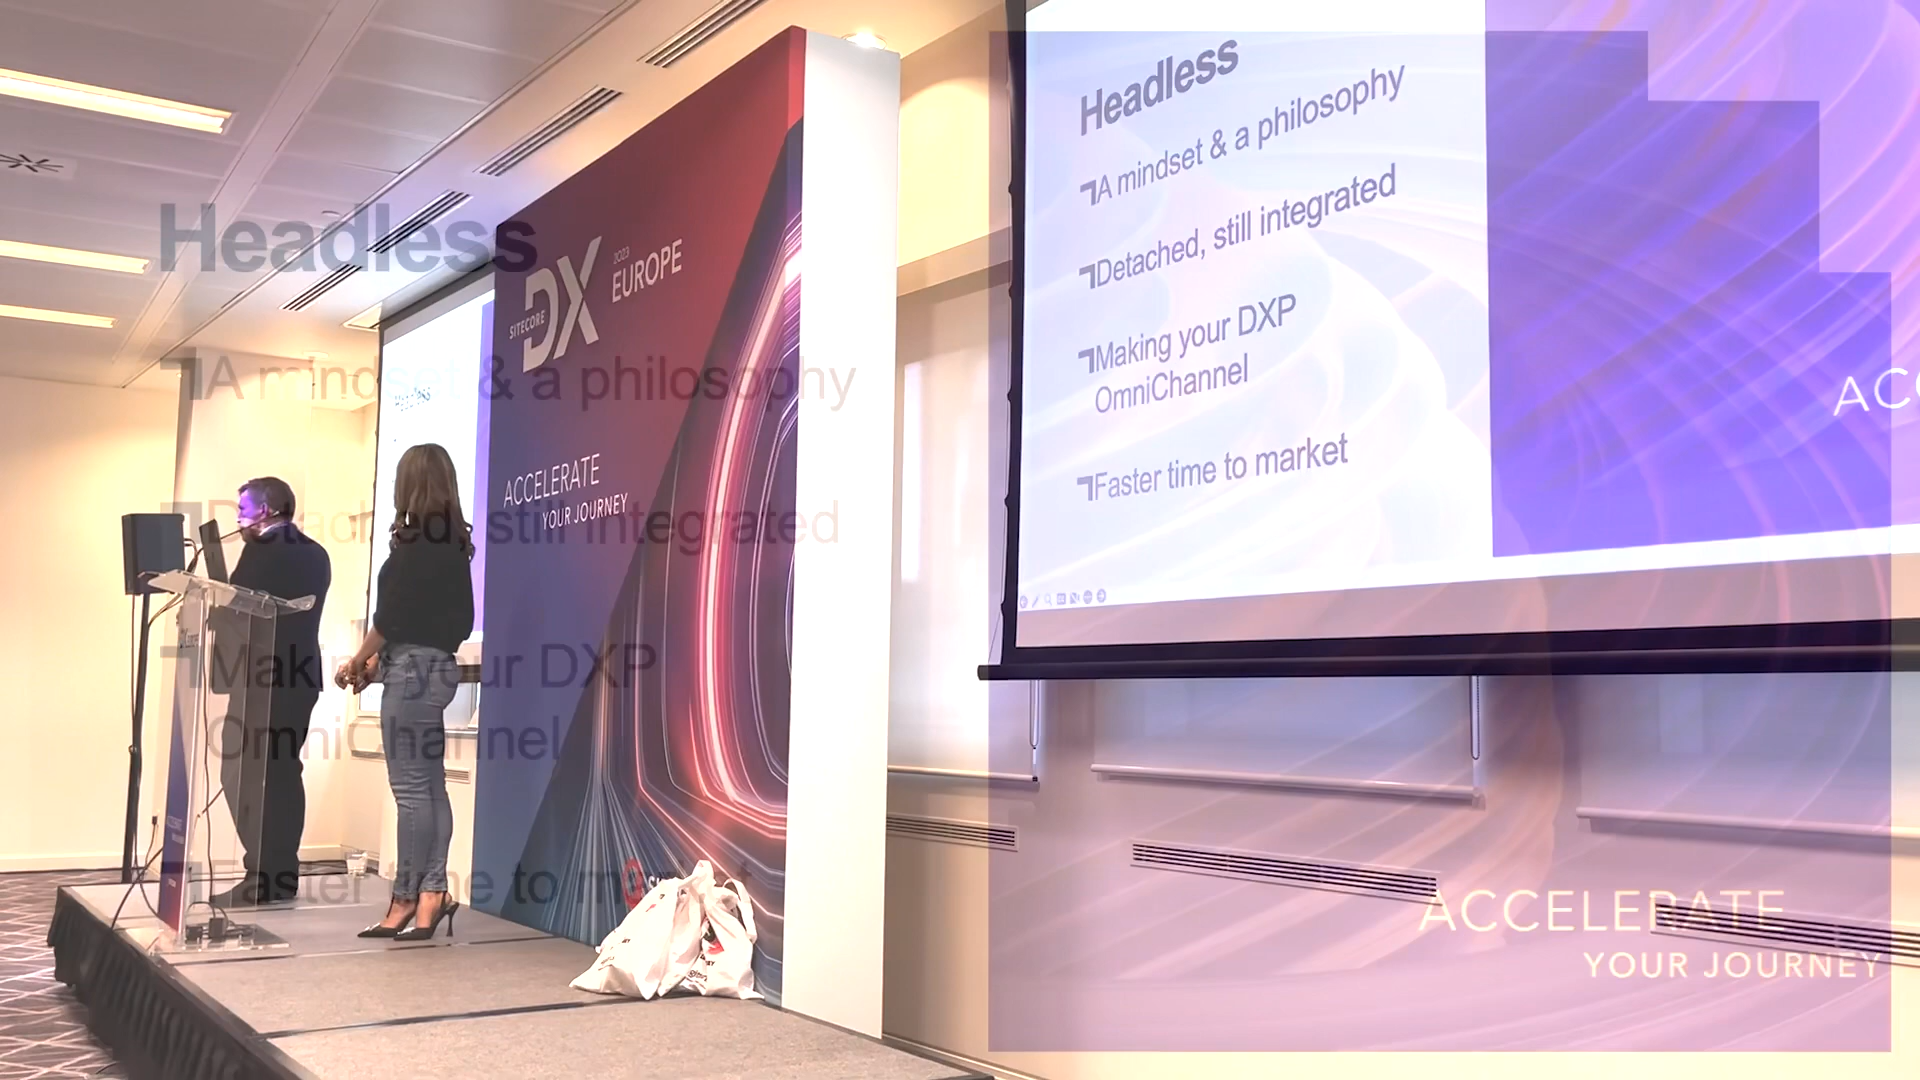 Headless
A mindset & a philosophy
Detached, still integrated
Making your DXP
OmniChannel
Faster time to market
SITECORE
DX
2023
EUROPE
ACCELERATE
YOUR JOURNEY
Headless
Headless
A mindset & a philosophy
Detached, still integrated
Making your DXP
OmniChannel
Faster time to market
AC
ACCELERATE
YOUR JOURNEY